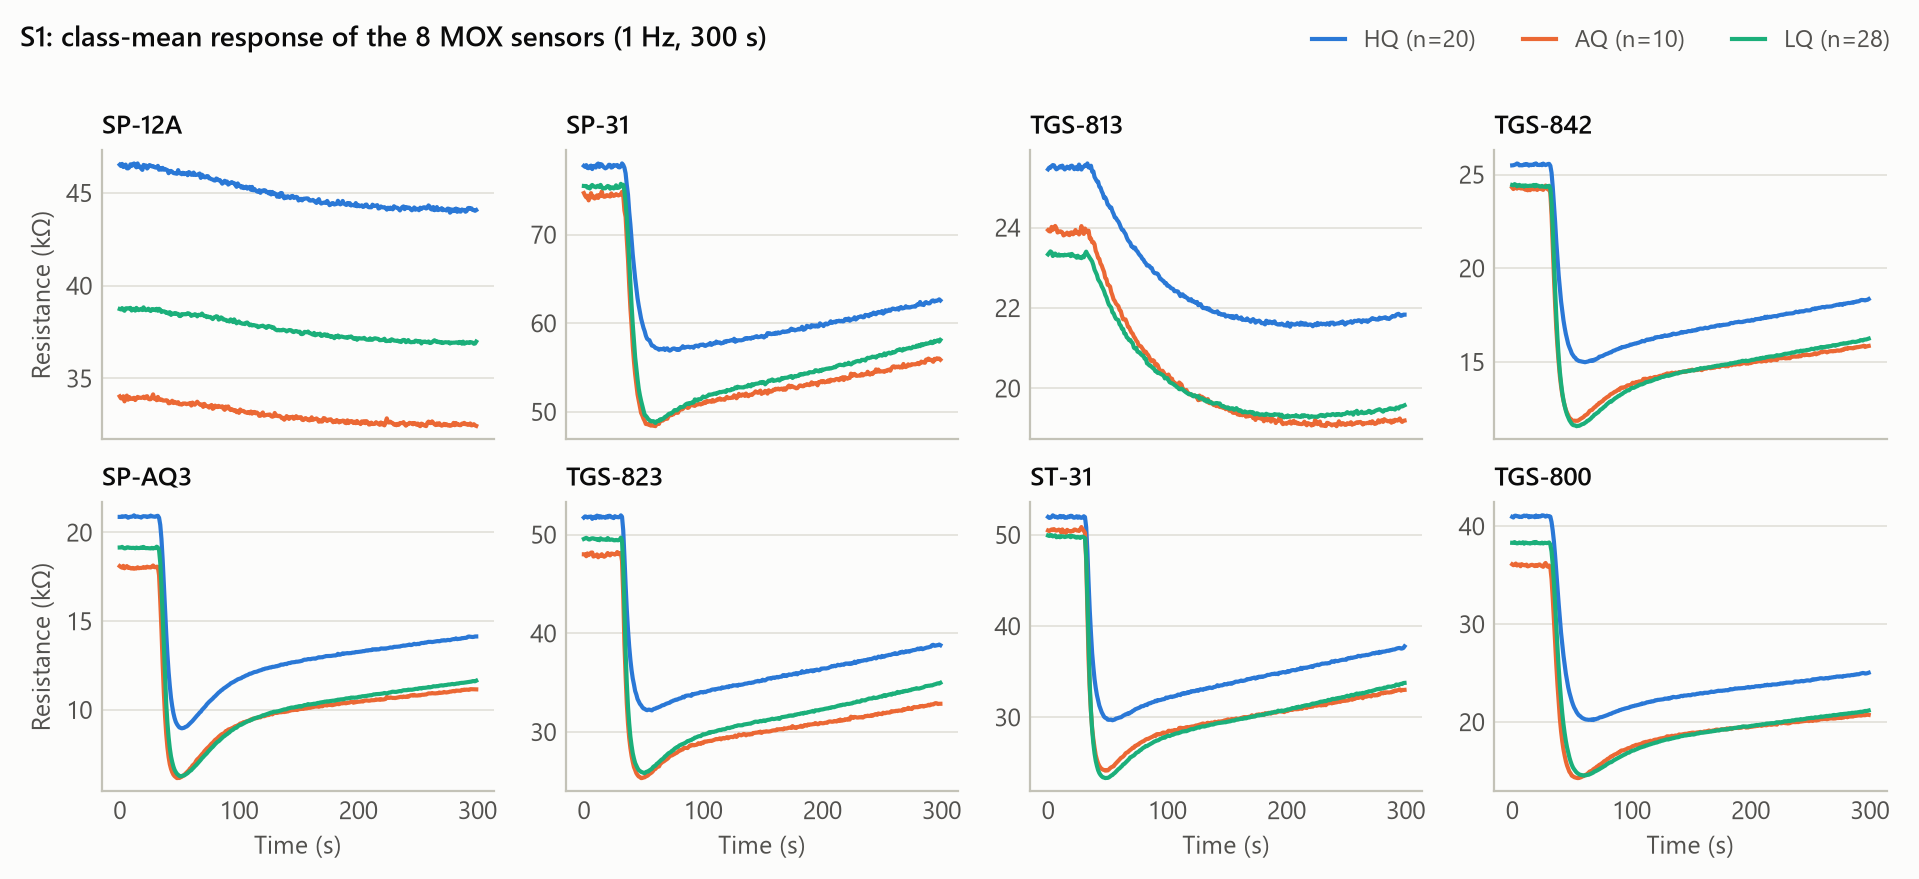 S1: class-mean response of the 8 MOX sensors (1 Hz, 300 s)
HQ (n=20) AQ (n=10) LQ (n=28)
SP-12A
Resistance (kΩ)
45
40
35
SP-31
70
60
50
TGS-813
24
22
20
TGS-842
25
20
15
SP-AQ3
Resistance (kΩ)
20
15
10
0 100 200 300
Time (s)
TGS-823
50
40
30
0 100 200 300
Time (s)
ST-31
50
40
30
0 100 200 300
Time (s)
TGS-800
40
30
20
0 100 200 300
Time (s)